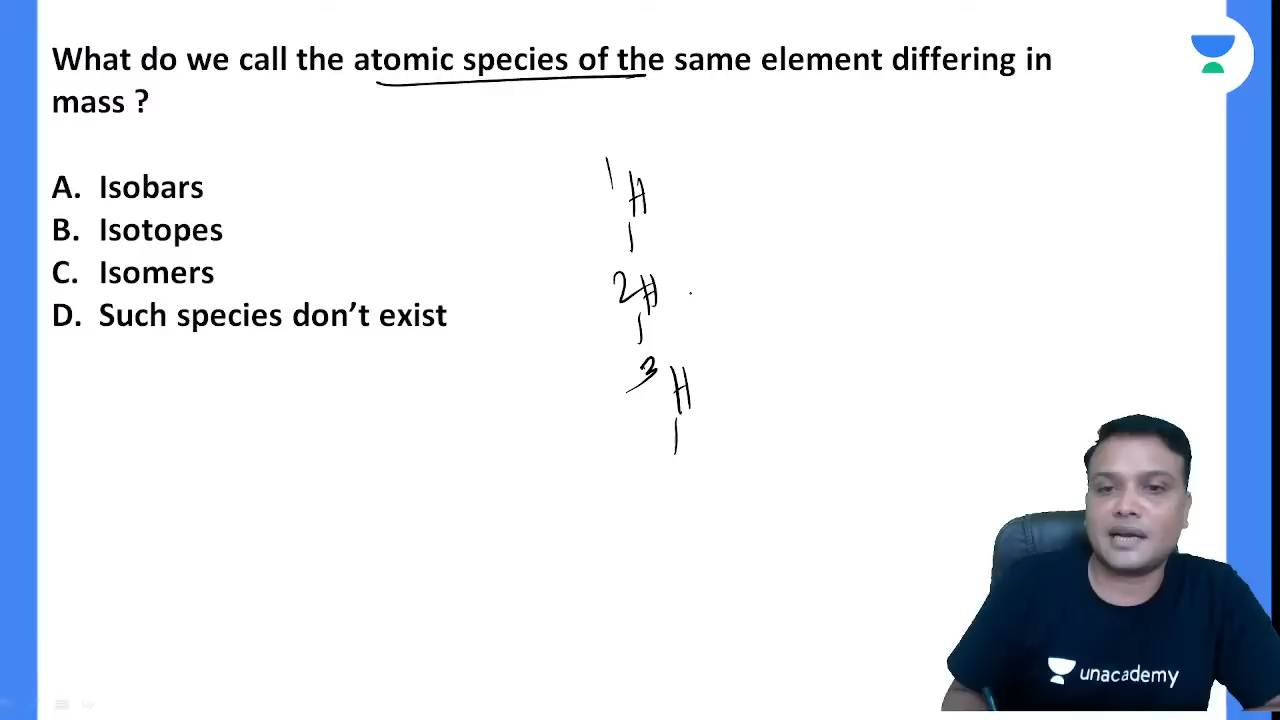 What do we call the atomic species of the same element differing in
mass ?
A. Isobars
B. Isotopes
C. Isomers
D. Such species don’t exist
1
H
1
2H
1
3
H
1
unacademy